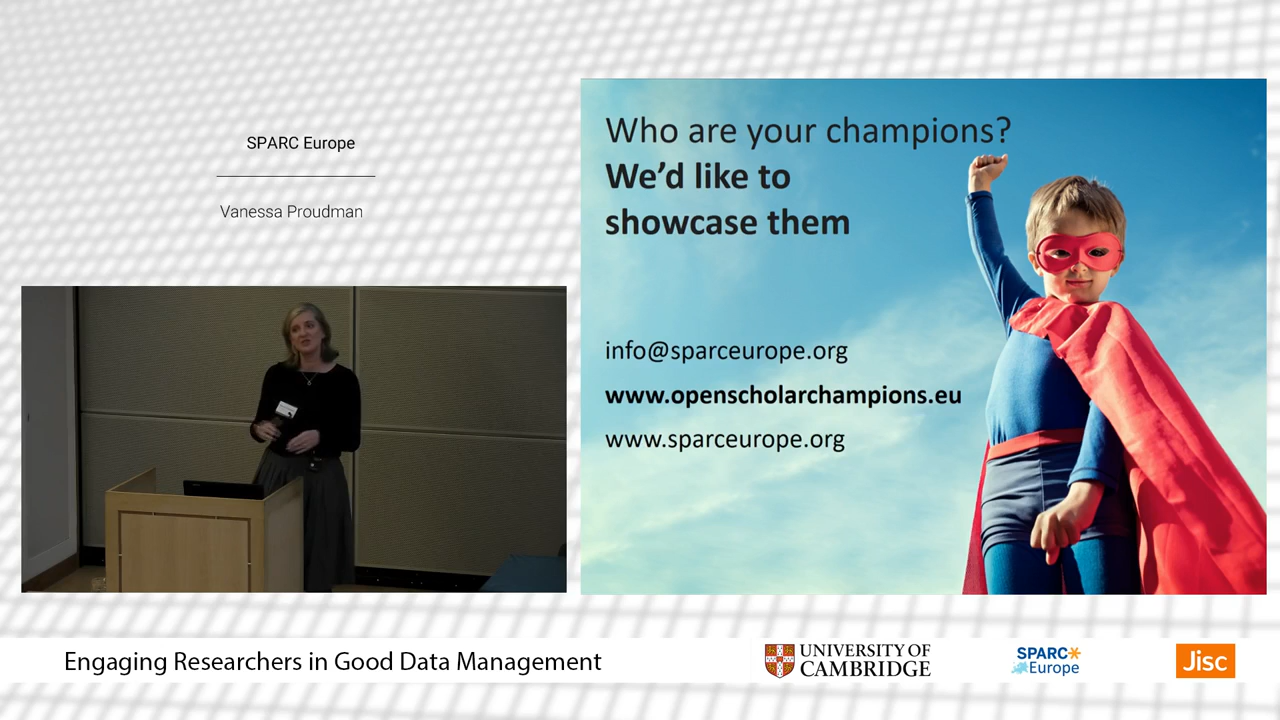 SPARC Europe
Vanessa Proudman
Who are your champions?
We'd like to
showcase them
info@sparceurope.org
www.openscholarchampions.eu
www.sparceurope.org
Engaging Researchers in Good Data Management
UNIVERSITY OF
CAMBRIDGE
SPARC
Europe
Jisc